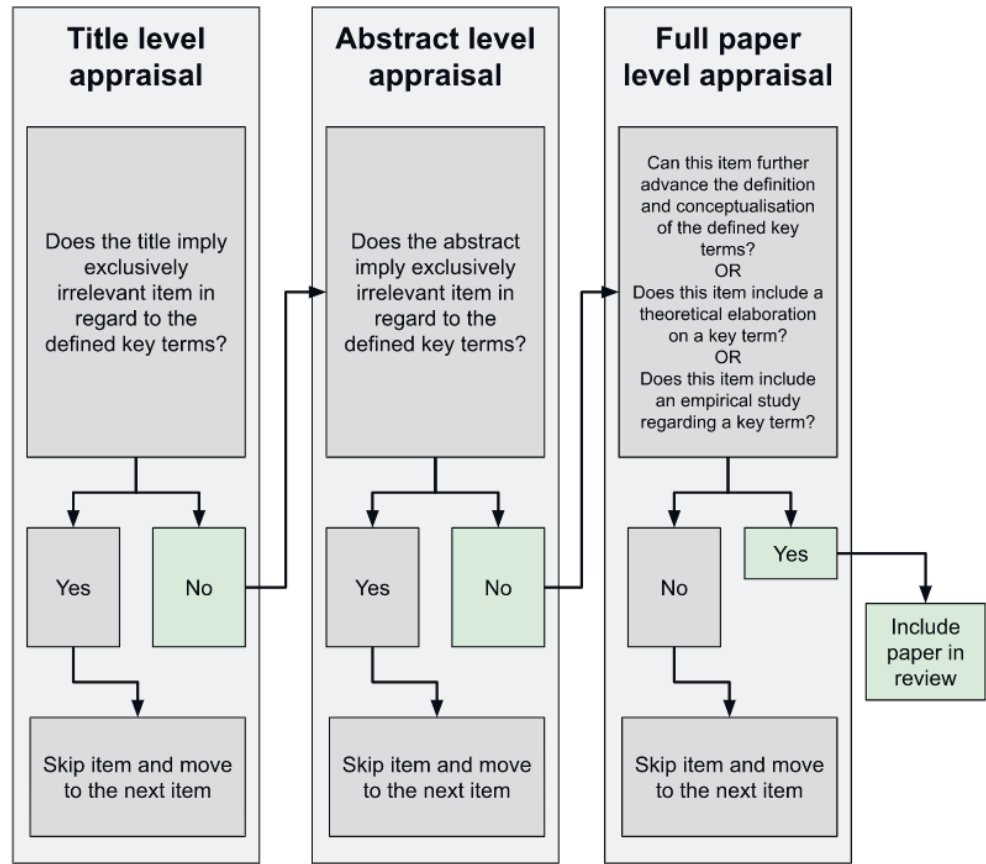 Title level
appraisal
Does the title imply
exclusively
irrelevant item in
regard to the
defined key terms?
Yes
No
Skip item and move
to the next item
Abstract level
appraisal
Does the abstract
imply exclusively
irrelevant item in
regard to the
defined key terms?
Yes
No
Skip item and move
to the next item
Full paper
level appraisal
Can this item further
advance the definition
and conceptualisation
of the defined key
terms?
OR
Does this item include a
theoretical elaboration
on a key term?
OR
Does this item include
an empirical study
regarding a key term?
No
Yes
Skip item and move
to the next item
Include
paper in
review